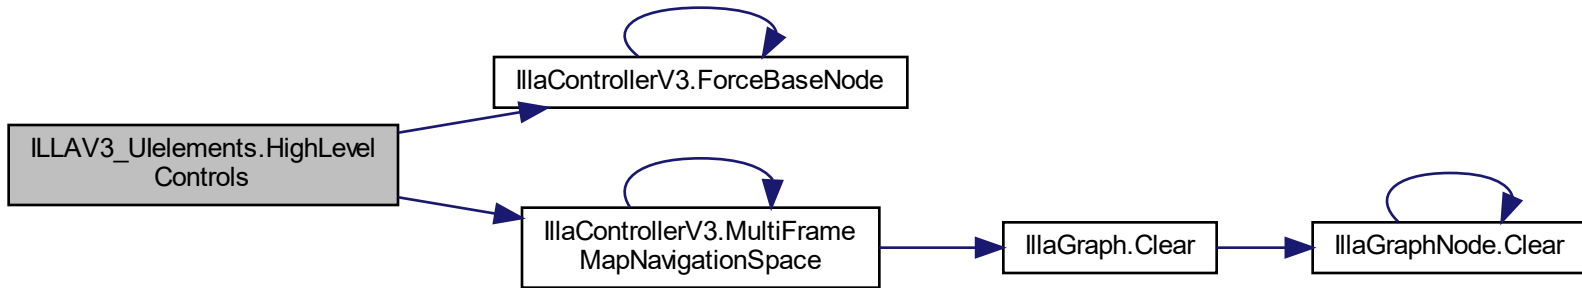 IllaControllerV3.ForceBaseNode
ILLAV3_UIelements.HighLevel
Controls
IllaControllerV3.MultiFrame
MapNavigationSpace
IllaGraph.Clear
IllaGraphNode.Clear